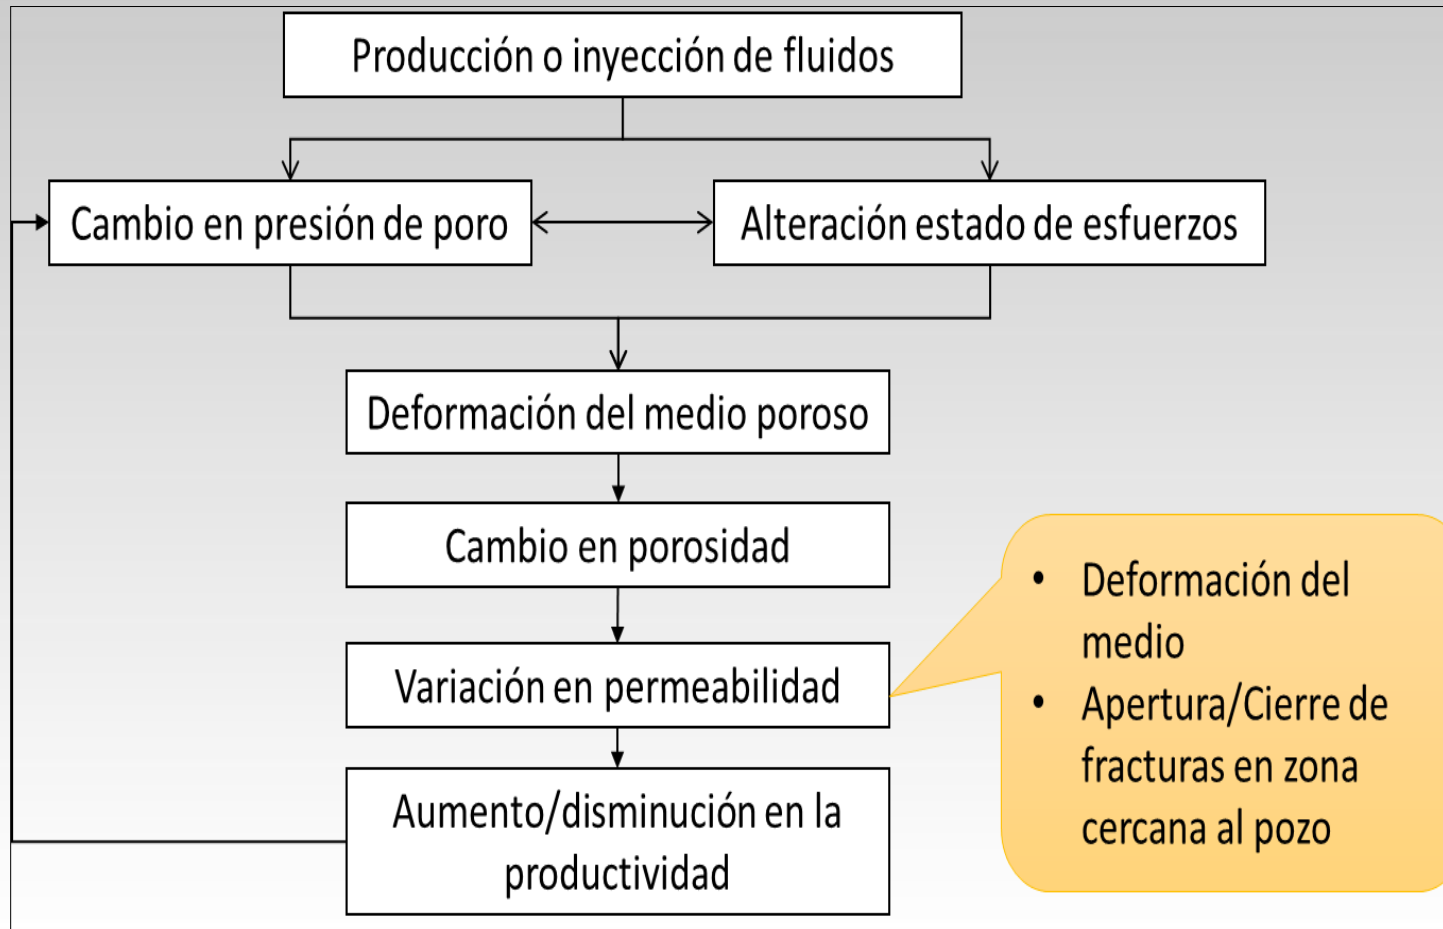 Producción o inyección de fluidos
Cambio en presión de poro
Alteración estado de esfuerzos
Deformación del medio poroso
Cambio en porosidad
Variación en permeabilidad
Aumento/disminución en la
productividad
• Deformación del
medio
• Apertura/Cierre de
fracturas en zona
cercana al pozo